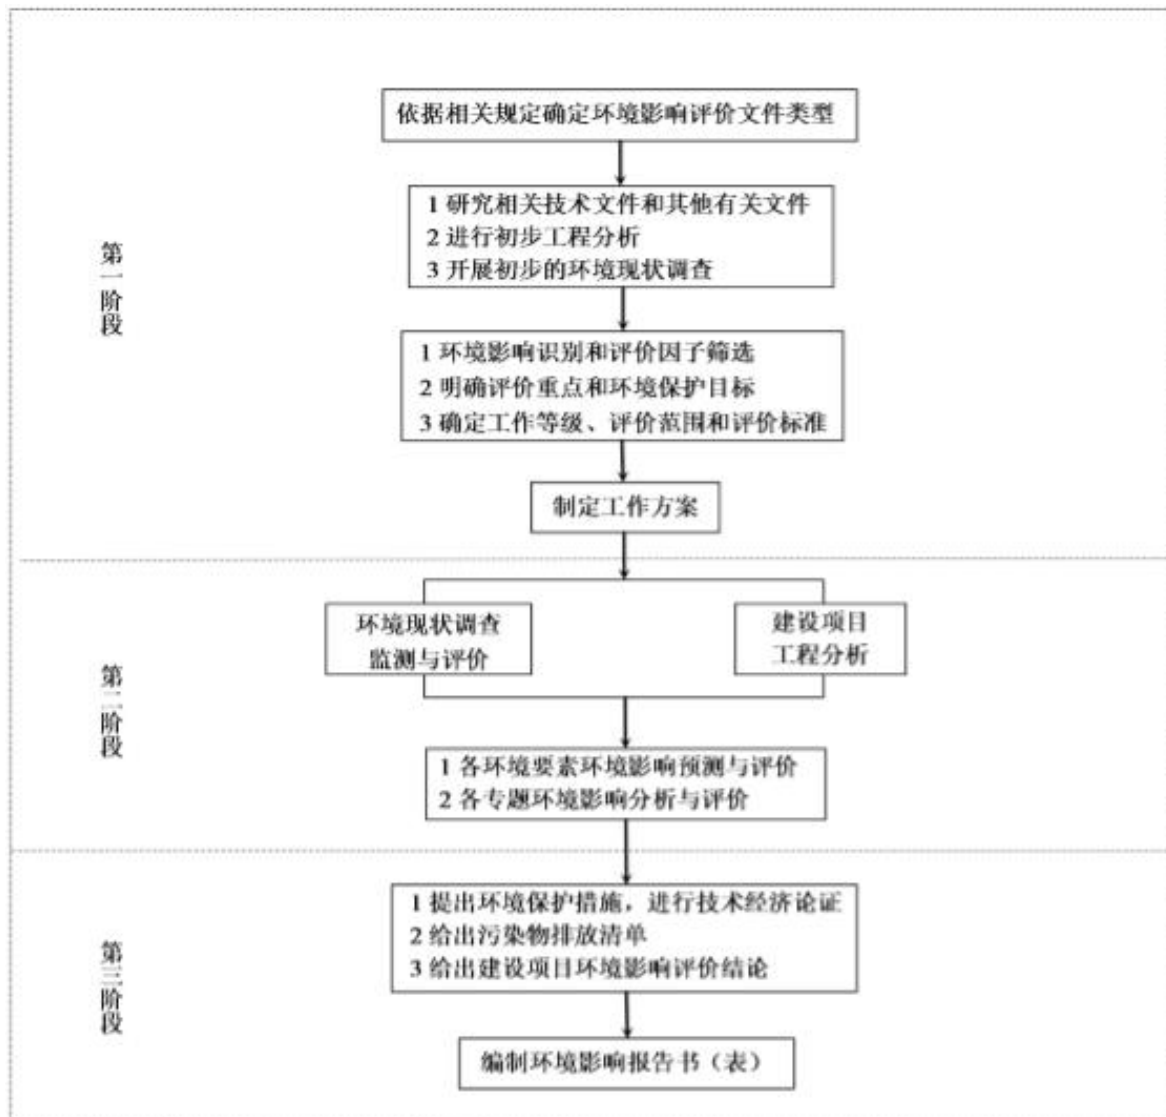 依据相关规定确定环境影响评价文件类型
1 研究相关技术文件和其他有关文件
2 进行初步工程分析
3 开展初步的环境现状调查
第一阶段
1 环境影响识别和评价因子筛选
2 明确评价重点和环境保护目标
3 确定工作等级、评价范围和评价标准
制定工作方案
环境现状调查
监测与评价
建设项目
工程分析
第二阶段
1 各环境要素环境影响预测与评价
2 各专题环境影响分析与评价
1 提出环境保护措施，进行技术经济论证
2 给出污染物排放清单
3 给出建设项目环境影响评价结论
第三阶段
编制环境影响报告书（表）